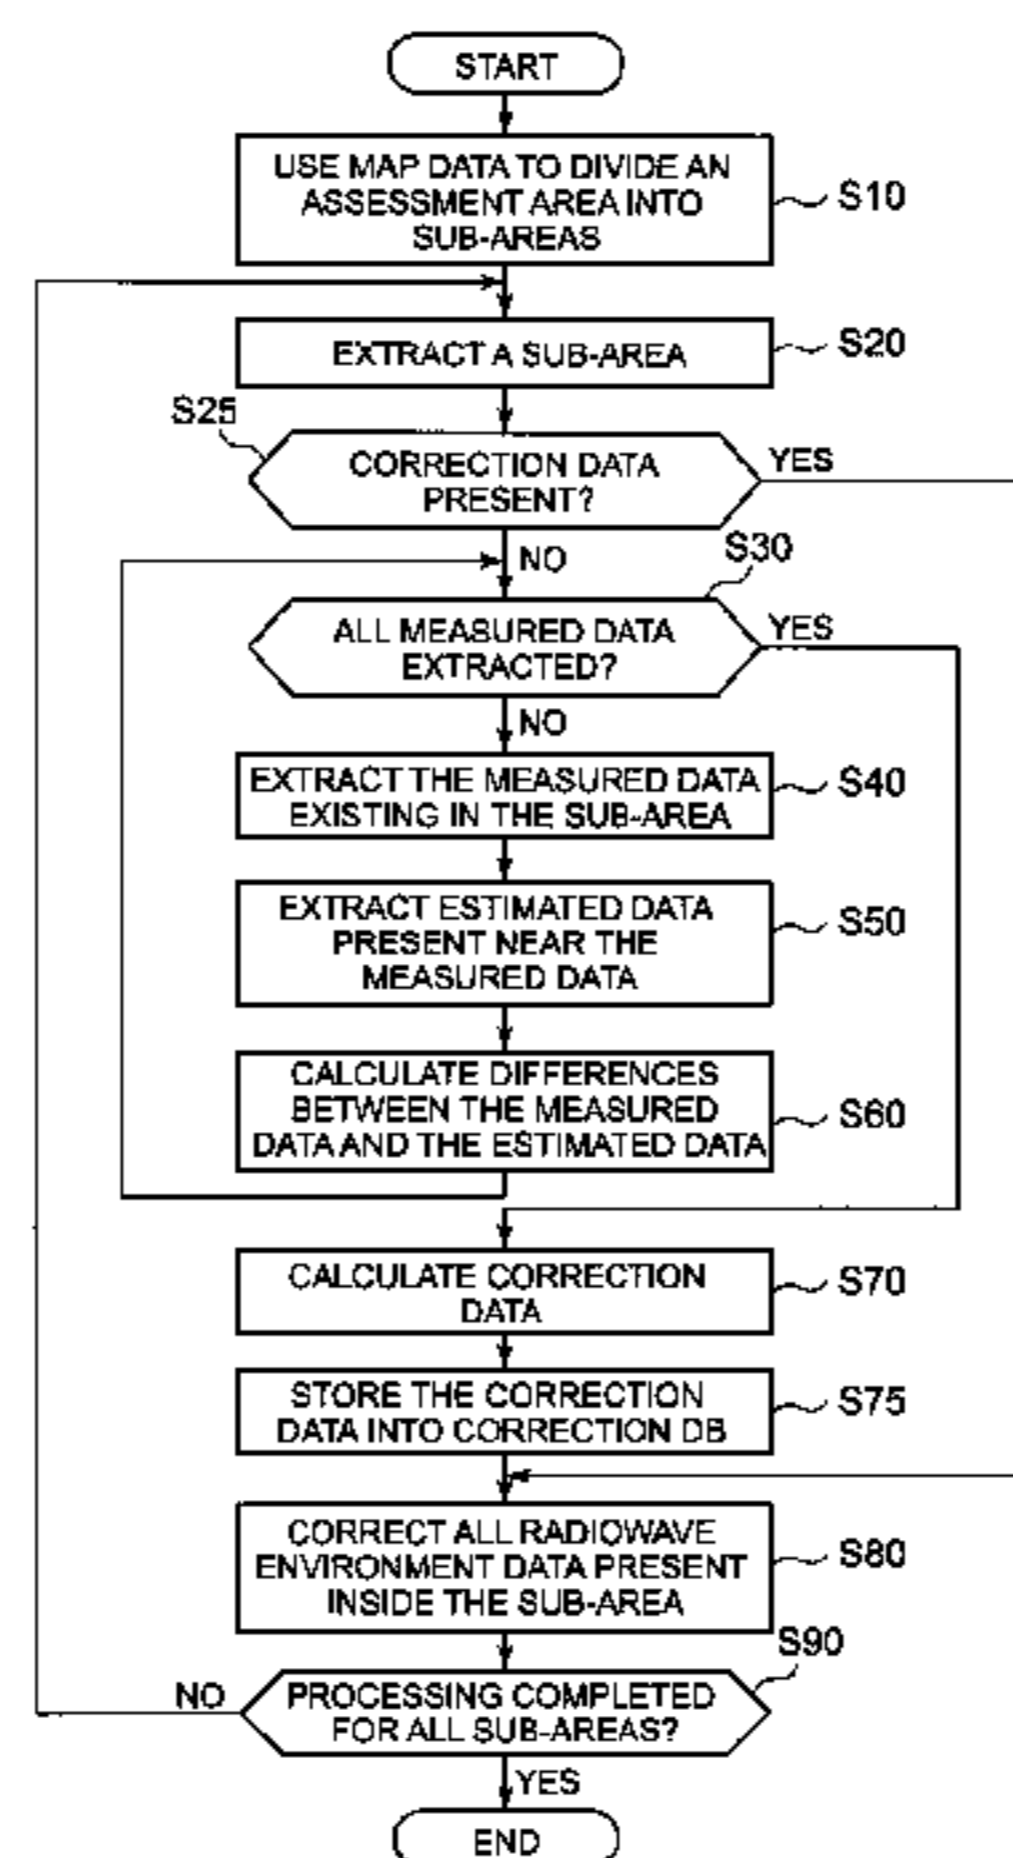 START
USE MAP DATA TO DIVIDE AN
ASSESSMENT AREA INTO
SUB-AREAS
S10
EXTRACT A SUB-AREA
S20
S25
CORRECTION DATA
PRESENT?
YES
NO
S30
ALL MEASURED DATA
EXTRACTED?
YES
NO
EXTRACT THE MEASURED DATA
EXISTING IN THE SUB-AREA
S40
EXTRACT ESTIMATED DATA
PRESENT NEAR THE
MEASURED DATA
S50
CALCULATE DIFFERENCES
BETWEEN THE MEASURED
DATA AND THE ESTIMATED DATA
S60
CALCULATE CORRECTION
DATA
S70
STORE THE CORRECTION
DATA INTO CORRECTION DB
S75
CORRECT ALL RADIOWAVE
ENVIRONMENT DATA PRESENT
INSIDE THE SUB-AREA
S80
S90
NO
PROCESSING COMPLETED
FOR ALL SUB-AREAS?
YES
END